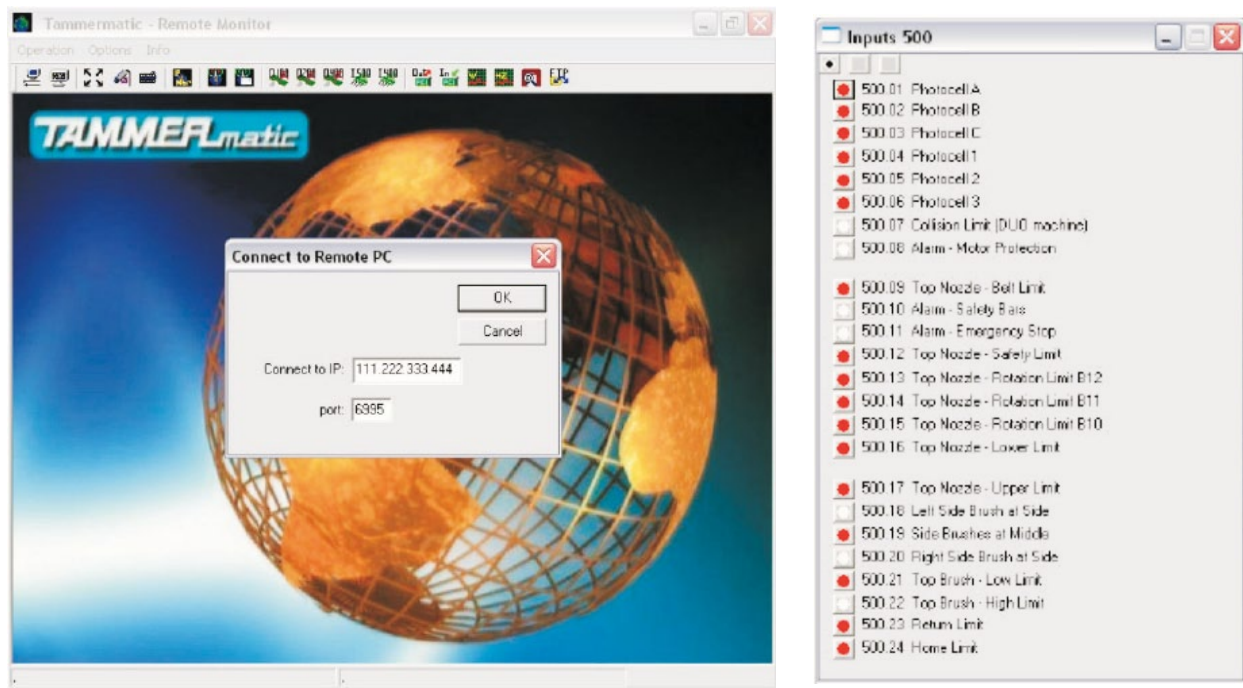 Tammermatic - Remote Monitor
Operation Options Info
FTP
TAMMERmatic
Connect to Remote PC
OK
Cancel
Connect to IP: 111.222.333.444
port: 6995
Inputs 500
500.01 Photocell A
500.02 Photocell B
500.03 Photocell C
500.04 Photocell 1
500.05 Photocell 2
500.06 Photocell 3
500.07 Collision Limit (DUO machine)
500.08 Alarm - Motor Protection
500.09 Top Nozzle - Belt Limit
500.10 Alarm - Safety Bars
500.11 Alarm - Emergency Stop
500.12 Top Nozzle - Safety Limit
500.13 Top Nozzle - Rotation Limit B12
500.14 Top Nozzle - Rotation Limit B11
500.15 Top Nozzle - Rotation Limit B10
500.16 Top Nozzle - Lower Limit
500.17 Top Nozzle - Upper Limit
500.18 Left Side Brush at Side
500.19 Side Brushes at Middle
500.20 Right Side Brush at Side
500.21 Top Brush - Low Limit
500.22 Top Brush - High Limit
500.23 Return Limit
500.24 Home Limit